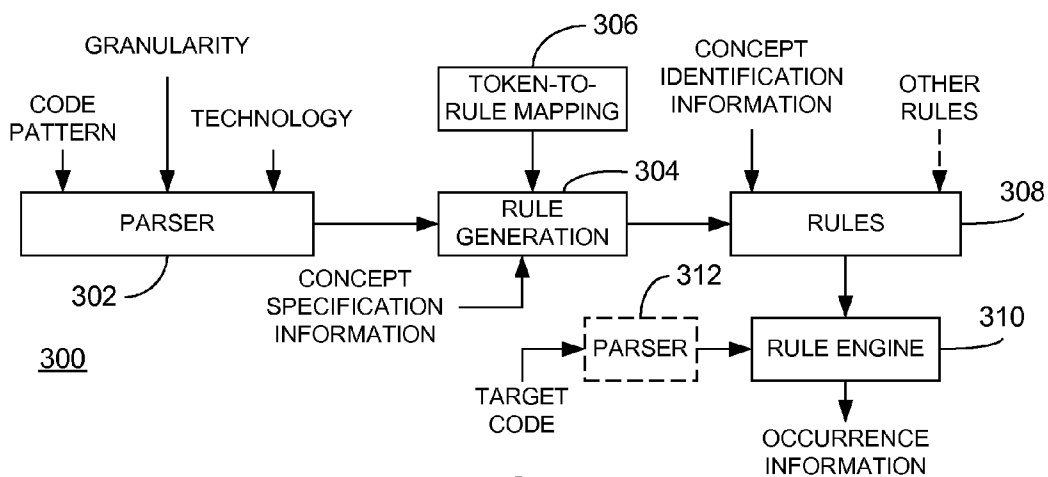 GRANULARITY
CODE
PATTERN
TECHNOLOGY
PARSER
302
300
306
TOKEN-TO-
RULE MAPPING
304
RULE
GENERATION
CONCEPT
SPECIFICATION
INFORMATION
CONCEPT
IDENTIFICATION
INFORMATION
OTHER
RULES
RULES
308
312
PARSER
TARGET
CODE
RULE ENGINE
310
OCCURRENCE
INFORMATION